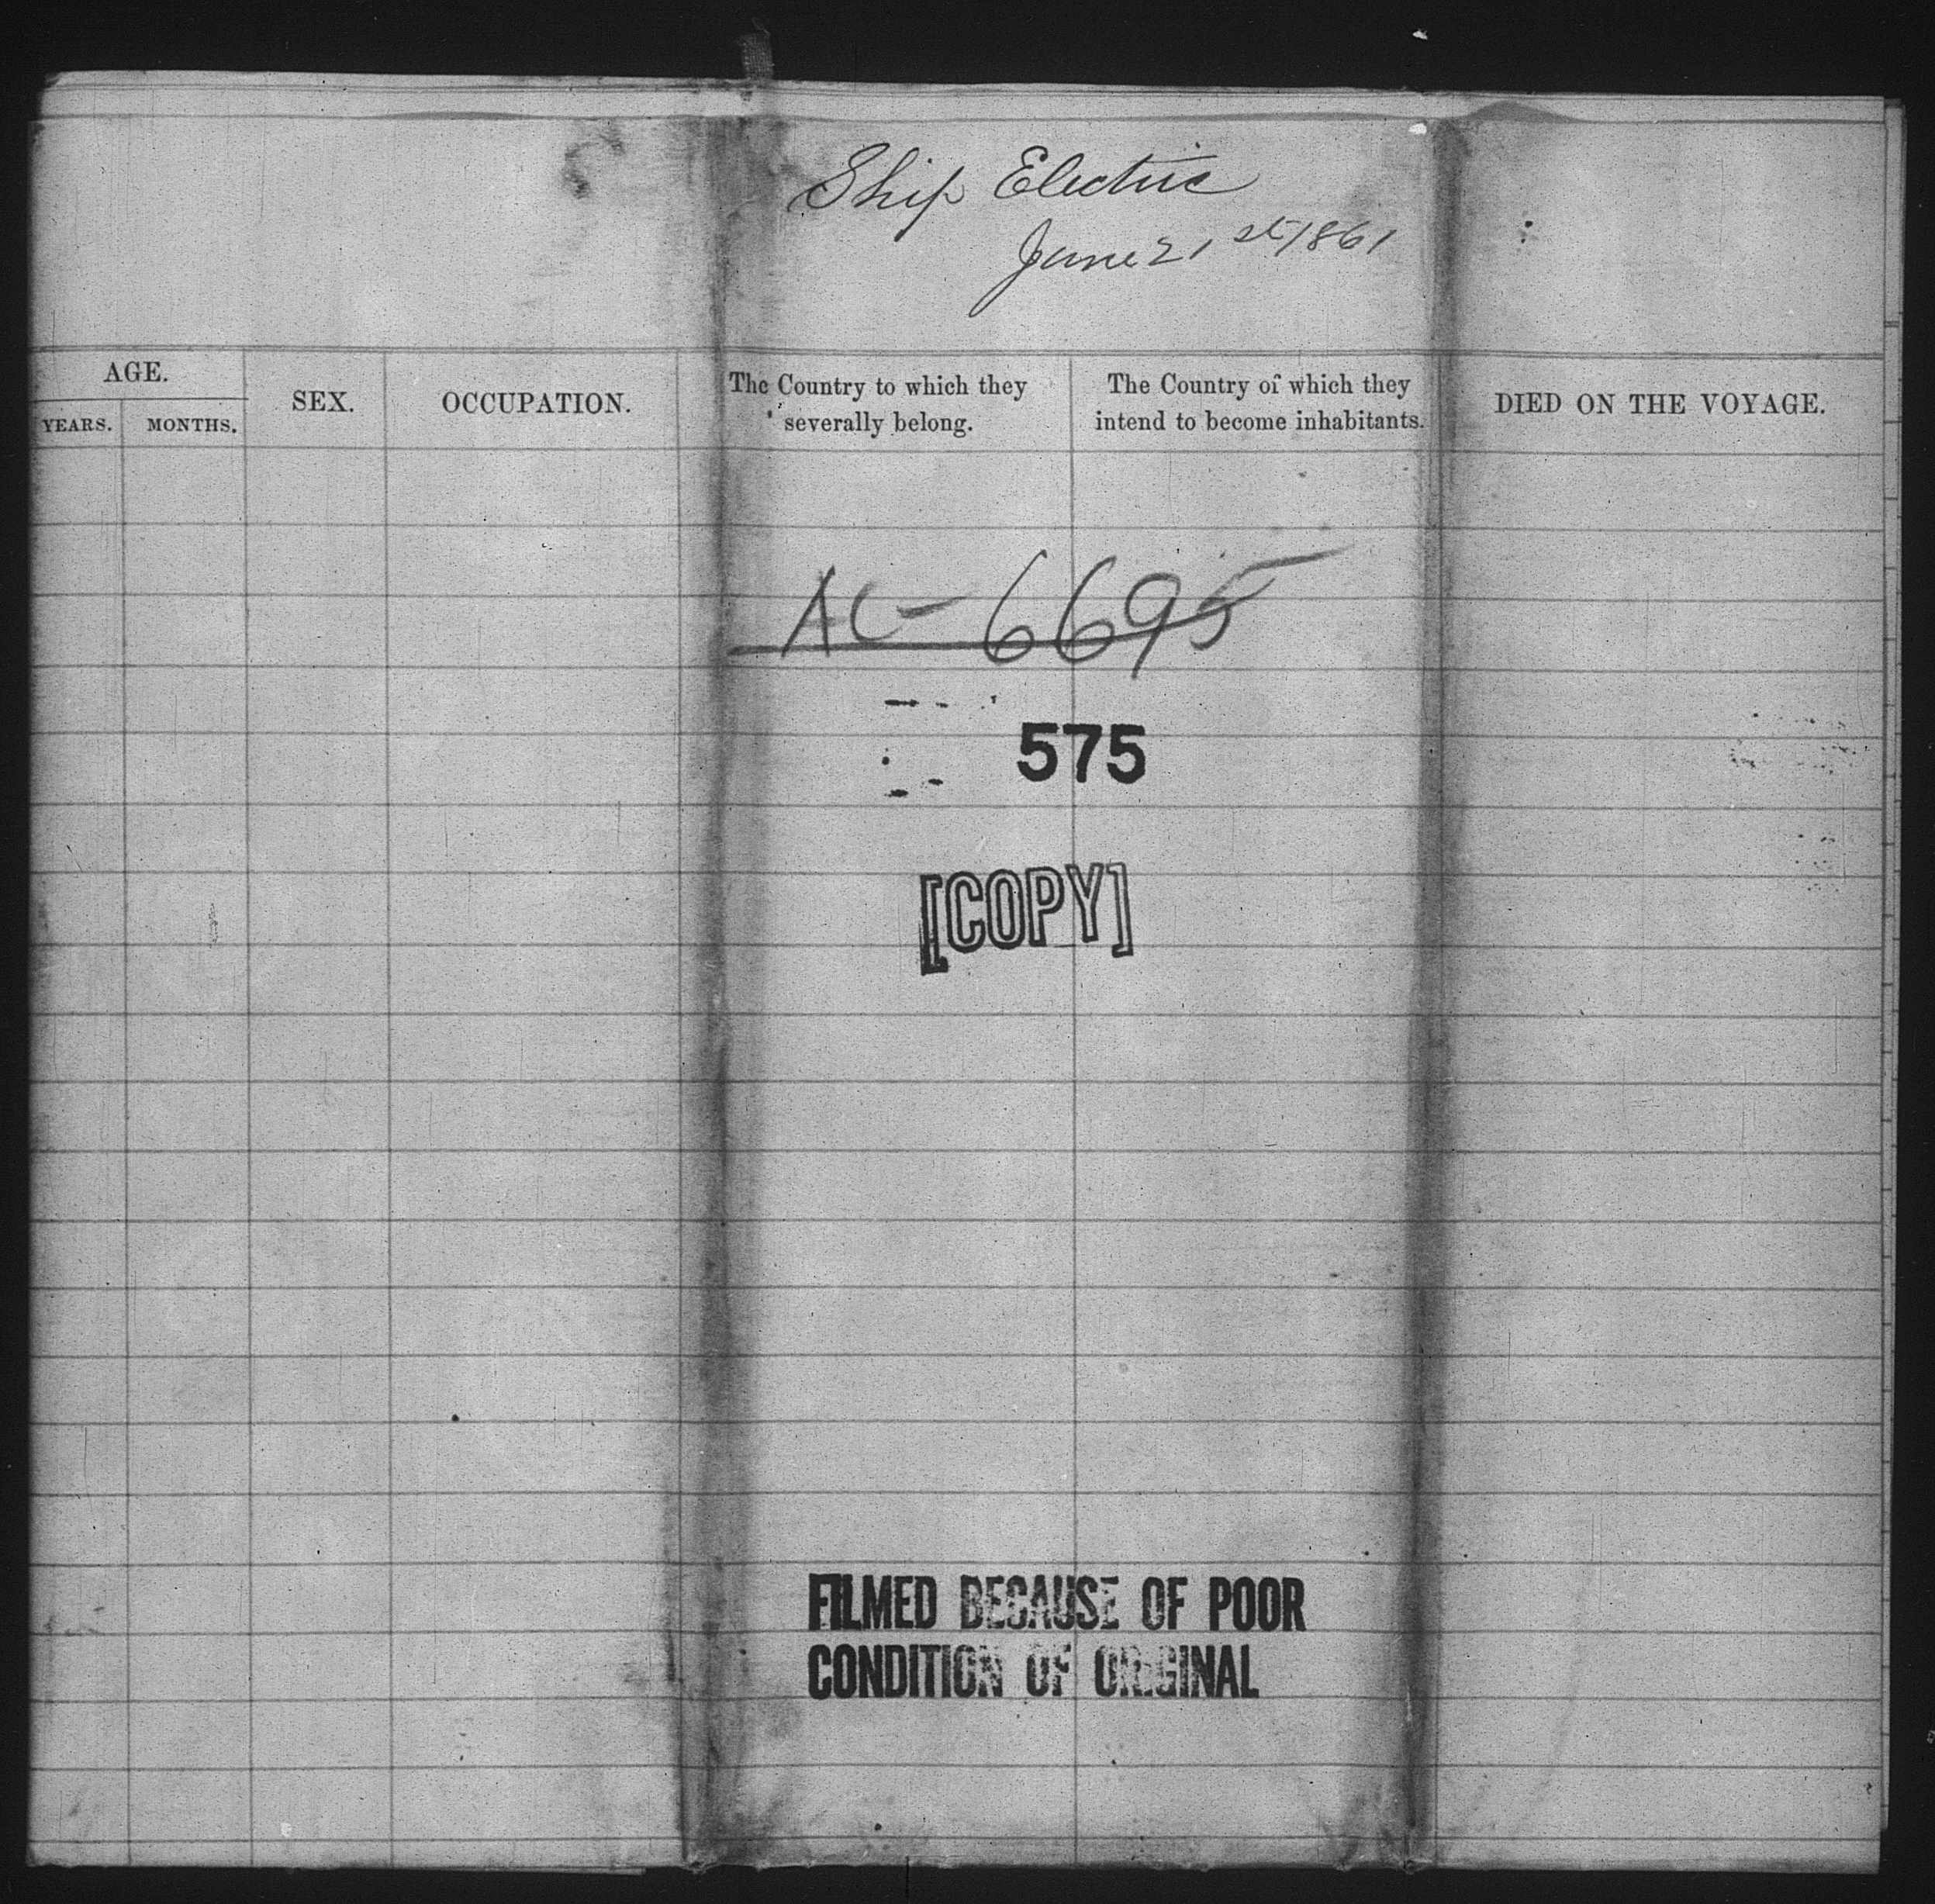 Ship Electric
June 21st/1861
AGE.
YEARS.
MONTHS.
SEX.
OCCUPATION.
The Country to which they
severally belong.
The Country of which they
intend to become inhabitants.
DIED ON THE VOYAGE.
AC-6695
575
[COPY]
FILMED BECAUSE OF POOR
CONDITION OF ORIGINAL